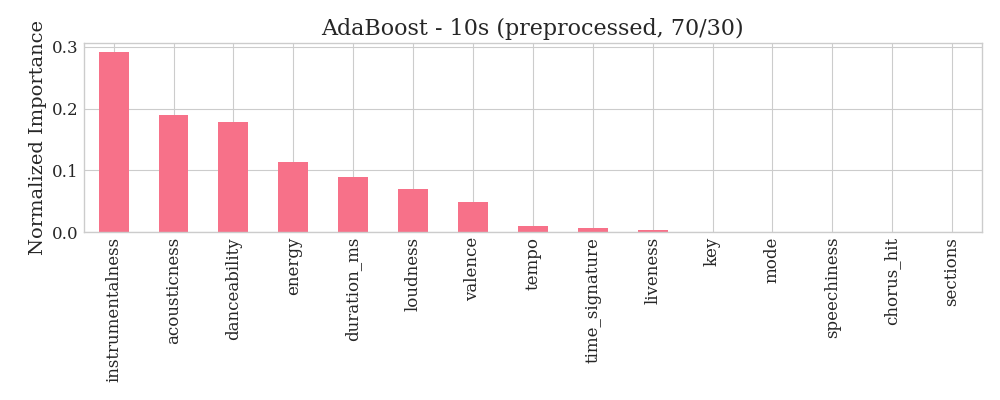 AdaBoost - 10s (preprocessed, 70/30)
Normalized Importance
0.3
0.2
0.1
0.0
instrumentalness
acousticness
danceability
energy
duration_ms
loudness
valence
tempo
time_signature
liveness
key
mode
speechiness
chorus_hit
sections